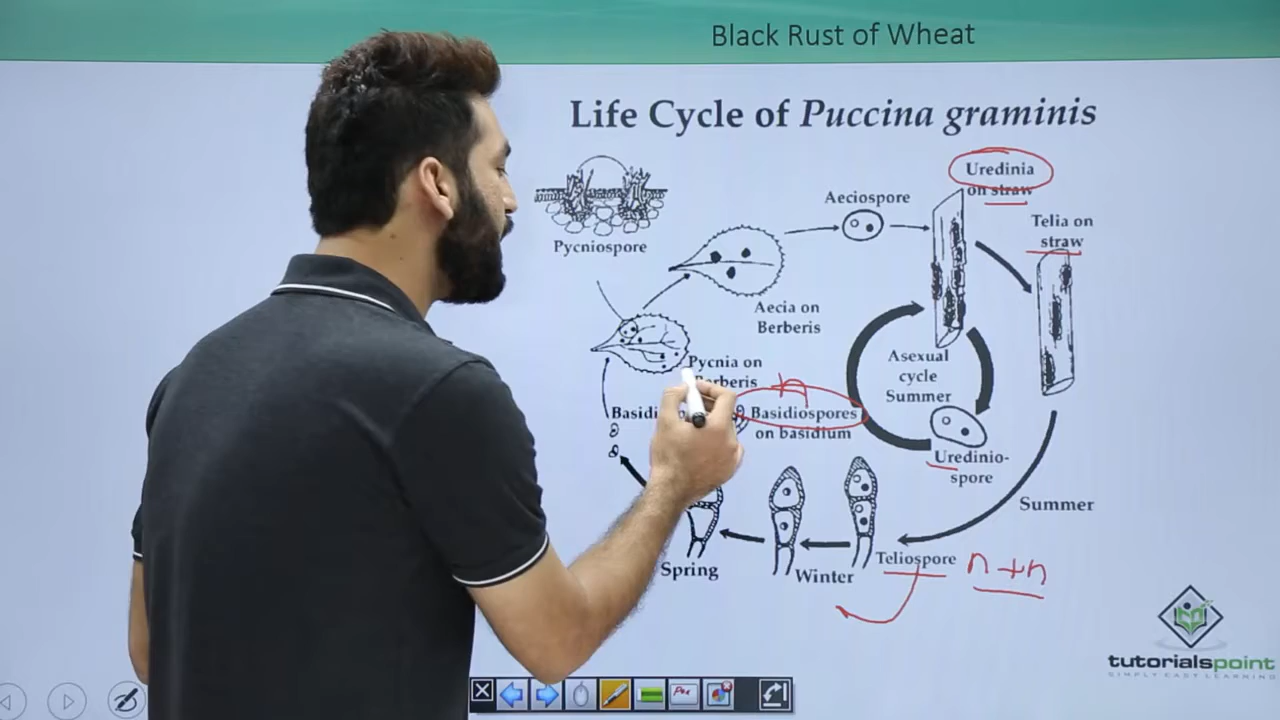 Black Rust of Wheat
Life Cycle of Puccina graminis
Uredinia
on straw
Aeciospore
Telia on
straw
Pycniospore
Aecia on
Berberis
Asexual
cycle
Summer
Pycnia on
Berberis
n
Basidiospores
on basidium
Uredinio-
spore
Summer
Teliospore
n+n
Spring
Winter
tutorialspoint
SIMPLY EASY LEARNING
Pen